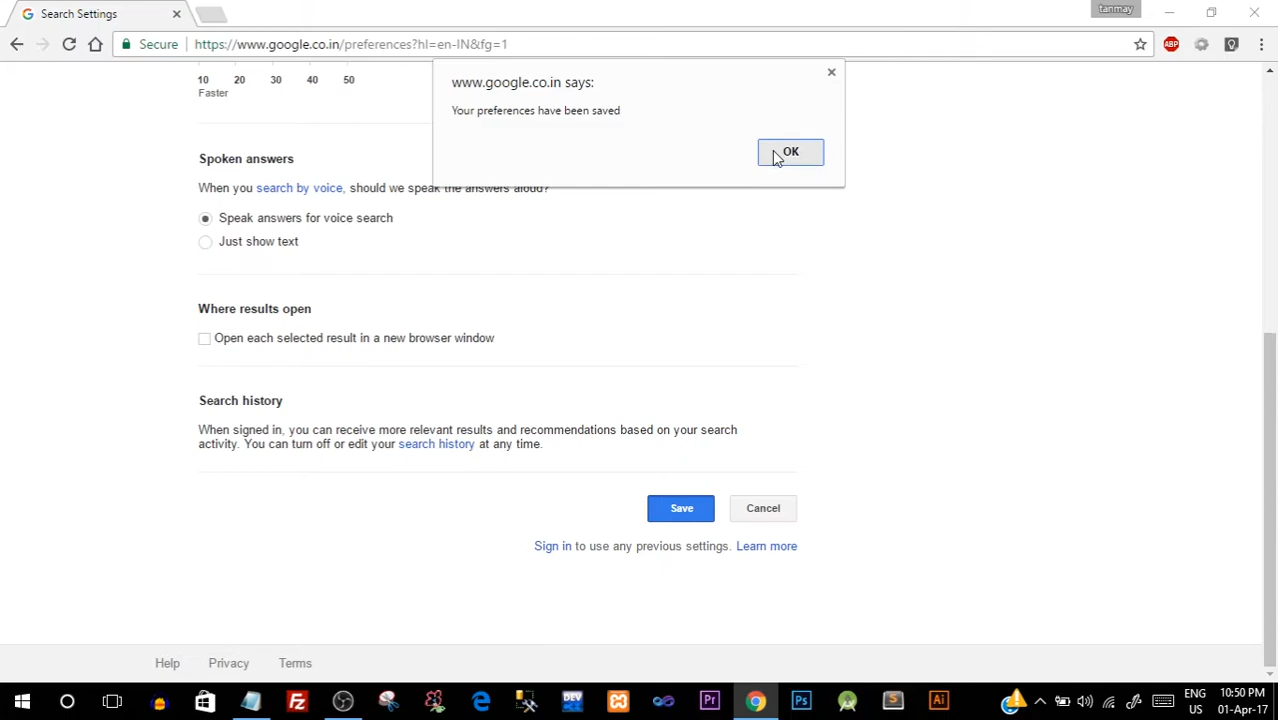 Search Settings
tanmay
Secure
https://www.google.co.in/preferences?hl=en-IN&fg=1
ABP
www.google.co.in says:
Your preferences have been saved
OK
10 20 30 40 50
Faster
Spoken answers
When you search by voice, should we speak the answers aloud?
Speak answers for voice search
Just show text
Where results open
Open each selected result in a new browser window
Search history
When signed in, you can receive more relevant results and recommendations based on your search
activity. You can turn off or edit your search history at any time.
Save Cancel
Sign in to use any previous settings. Learn more
Help Privacy Terms
DEV
Pr
Ps
S
Ai
ENG
US
10:50 PM
01-Apr-17